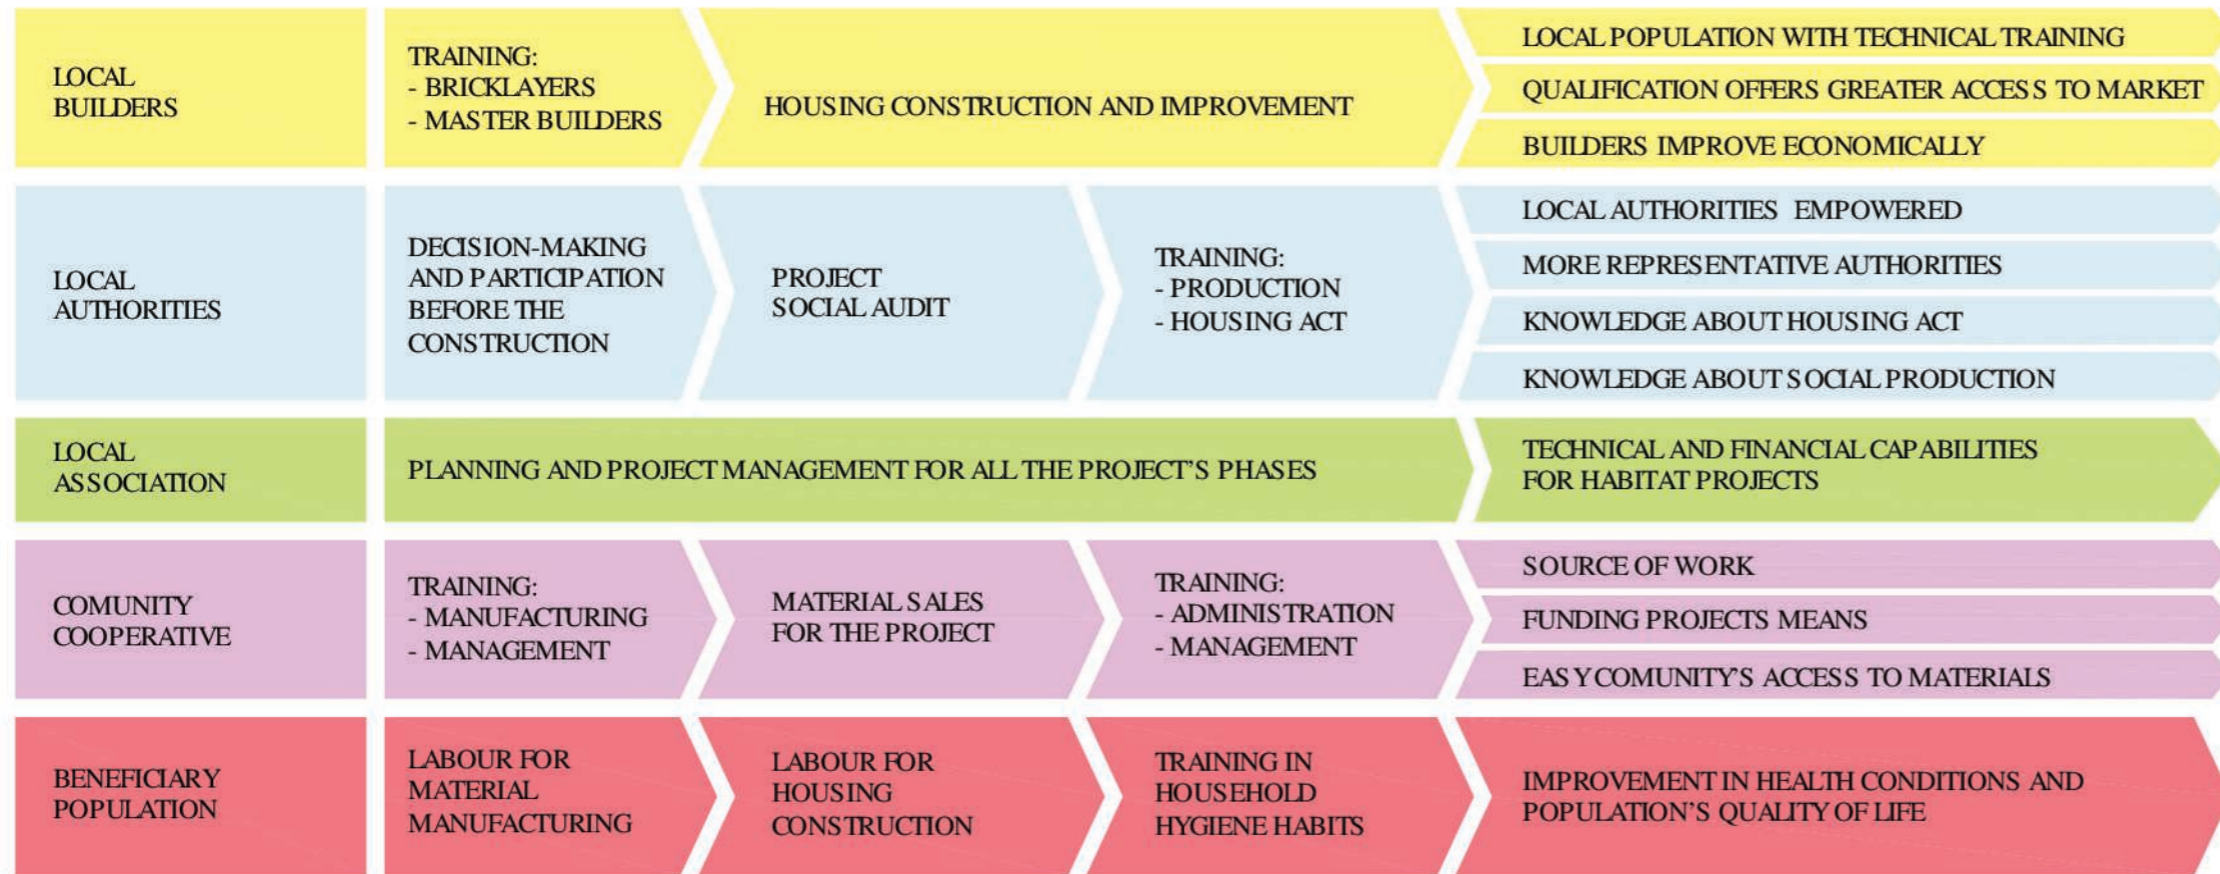 LOCAL
BUILDERS
TRAINING:
- BRICKLAYERS
- MASTER BUILDERS
HOUSING CONSTRUCTION AND IMPROVEMENT
LOCAL POPULATION WITH TECHNICAL TRAINING
QUALIFICATION OFFERS GREATER ACCESS TO MARKET
BUILDERS IMPROVE ECONOMICALLY
LOCAL
AUTHORITIES
DECISION-MAKING
AND PARTICIPATION
BEFORE THE
CONSTRUCTION
PROJECT
SOCIAL AUDIT
TRAINING:
- PRODUCTION
- HOUSING ACT
LOCAL AUTHORITIES EMPOWERED
MORE REPRESENTATIVE AUTHORITIES
KNOWLEDGE ABOUT HOUSING ACT
KNOWLEDGE ABOUT SOCIAL PRODUCTION
LOCAL
ASSOCIATION
PLANNING AND PROJECT MANAGEMENT FOR ALL THE PROJECT'S PHASES
TECHNICAL AND FINANCIAL CAPABILITIES
FOR HABITAT PROJECTS
COMUNITY
COOPERATIVE
TRAINING:
- MANUFACTURING
- MANAGEMENT
MATERIAL SALES
FOR THE PROJECT
TRAINING:
- ADMINISTRATION
- MANAGEMENT
SOURCE OF WORK
FUNDING PROJECTS MEANS
EASY COMUNITY'S ACCESS TO MATERIALS
BENEFICIARY
POPULATION
LABOUR FOR
MATERIAL
MANUFACTURING
LABOUR FOR
HOUSING
CONSTRUCTION
TRAINING IN
HOUSEHOLD
HYGIENE HABITS
IMPROVEMENT IN HEALTH CONDITIONS AND
POPULATION'S QUALITY OF LIFE